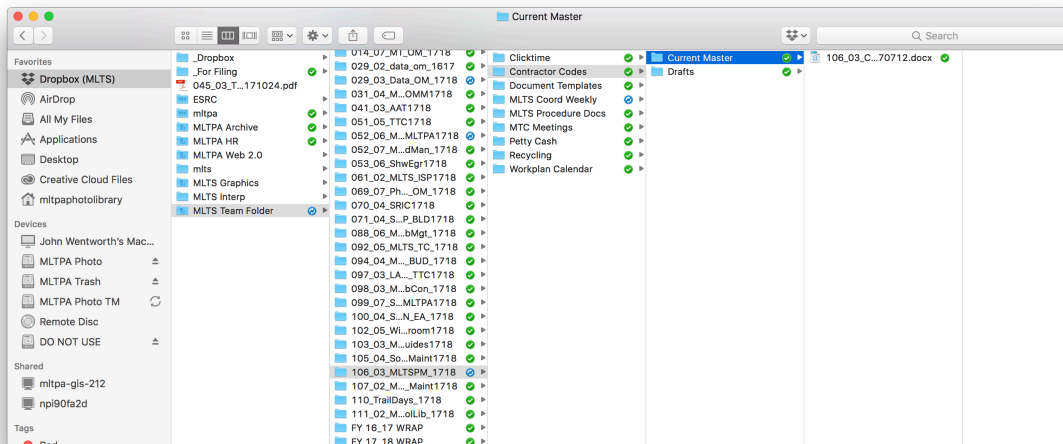 Current Master
Search
Favorites
Dropbox (MLTS)
AirDrop
All My Files
Applications
Desktop
Creative Cloud Files
mltpaphotolibrary
Devices
John Wentworth's Mac...
MLTPA Photo
MLTPA Trash
MLTPA Photo TM
Remote Disc
DO NOT USE
Shared
mltpa-gis-212
npi90fa2d
Tags
Red
_Dropbox
_For Filing
045_03_T...171024.pdf
ESRC
mltpa
MLTPA Archive
MLTPA HR
MLTPA Web 2.0
mlts
MLTS Graphics
MLTS Interp
MLTS Team Folder
014_07_MT_OM_1718
029_02_data_om_1617
029_03_Data_OM_1718
031_04_M...OMM1718
041_03_AAT1718
051_05_TTC1718
052_06_M...MLTPA1718
052_07_M...dMan_1718
053_06_ShwEgr1718
061_02_MLTS_ISP1718
069_07_Ph..._OM_1718
070_04_SRIC1718
071_04_S...P_BLD1718
088_06_M...bMgt_1718
092_05_MLTS_TC_1718
094_04_M..._BUD_1718
097_03_LA..._TTC1718
098_03_M...bCon_1718
099_07_S...MLTPA1718
100_04_S...N_EA_1718
102_05_Wi...room1718
103_03_M...uides1718
105_04_So...Maint1718
106_03_MLTSPM_1718
107_02_M..._Maint1718
110_TrailDays_1718
111_02_M...olLib_1718
FY 16_17 WRAP
FY 17_18 WRAP
Clicktime
Contractor Codes
Document Templates
MLTS Coord Weekly
MLTS Procedure Docs
MTC Meetings
Petty Cash
Recycling
Workplan Calendar
Current Master
Drafts
106_03_C...70712.docx